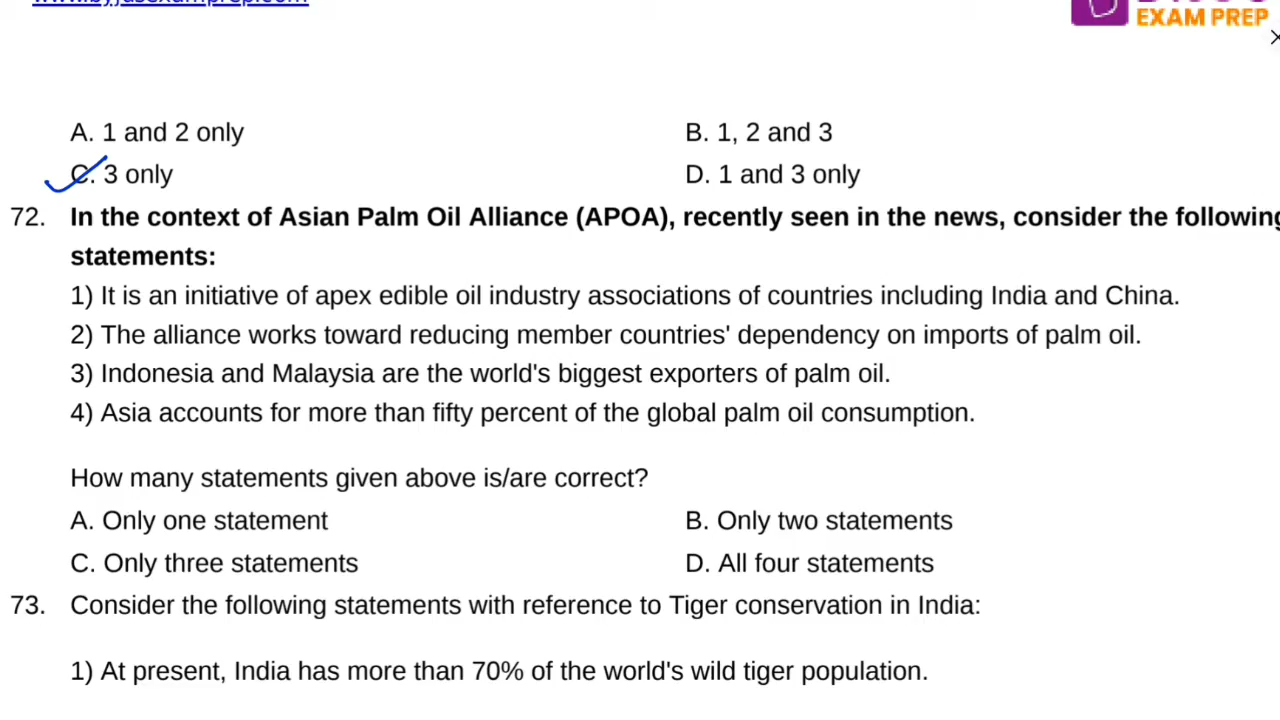 EXAM PREP
A. 1 and 2 only B. 1, 2 and 3
C. 3 only D. 1 and 3 only
72. In the context of Asian Palm Oil Alliance (APOA), recently seen in the news, consider the following
statements:
1) It is an initiative of apex edible oil industry associations of countries including India and China.
2) The alliance works toward reducing member countries' dependency on imports of palm oil.
3) Indonesia and Malaysia are the world's biggest exporters of palm oil.
4) Asia accounts for more than fifty percent of the global palm oil consumption.
How many statements given above is/are correct?
A. Only one statement B. Only two statements
C. Only three statements D. All four statements
73. Consider the following statements with reference to Tiger conservation in India:
1) At present, India has more than 70% of the world's wild tiger population.